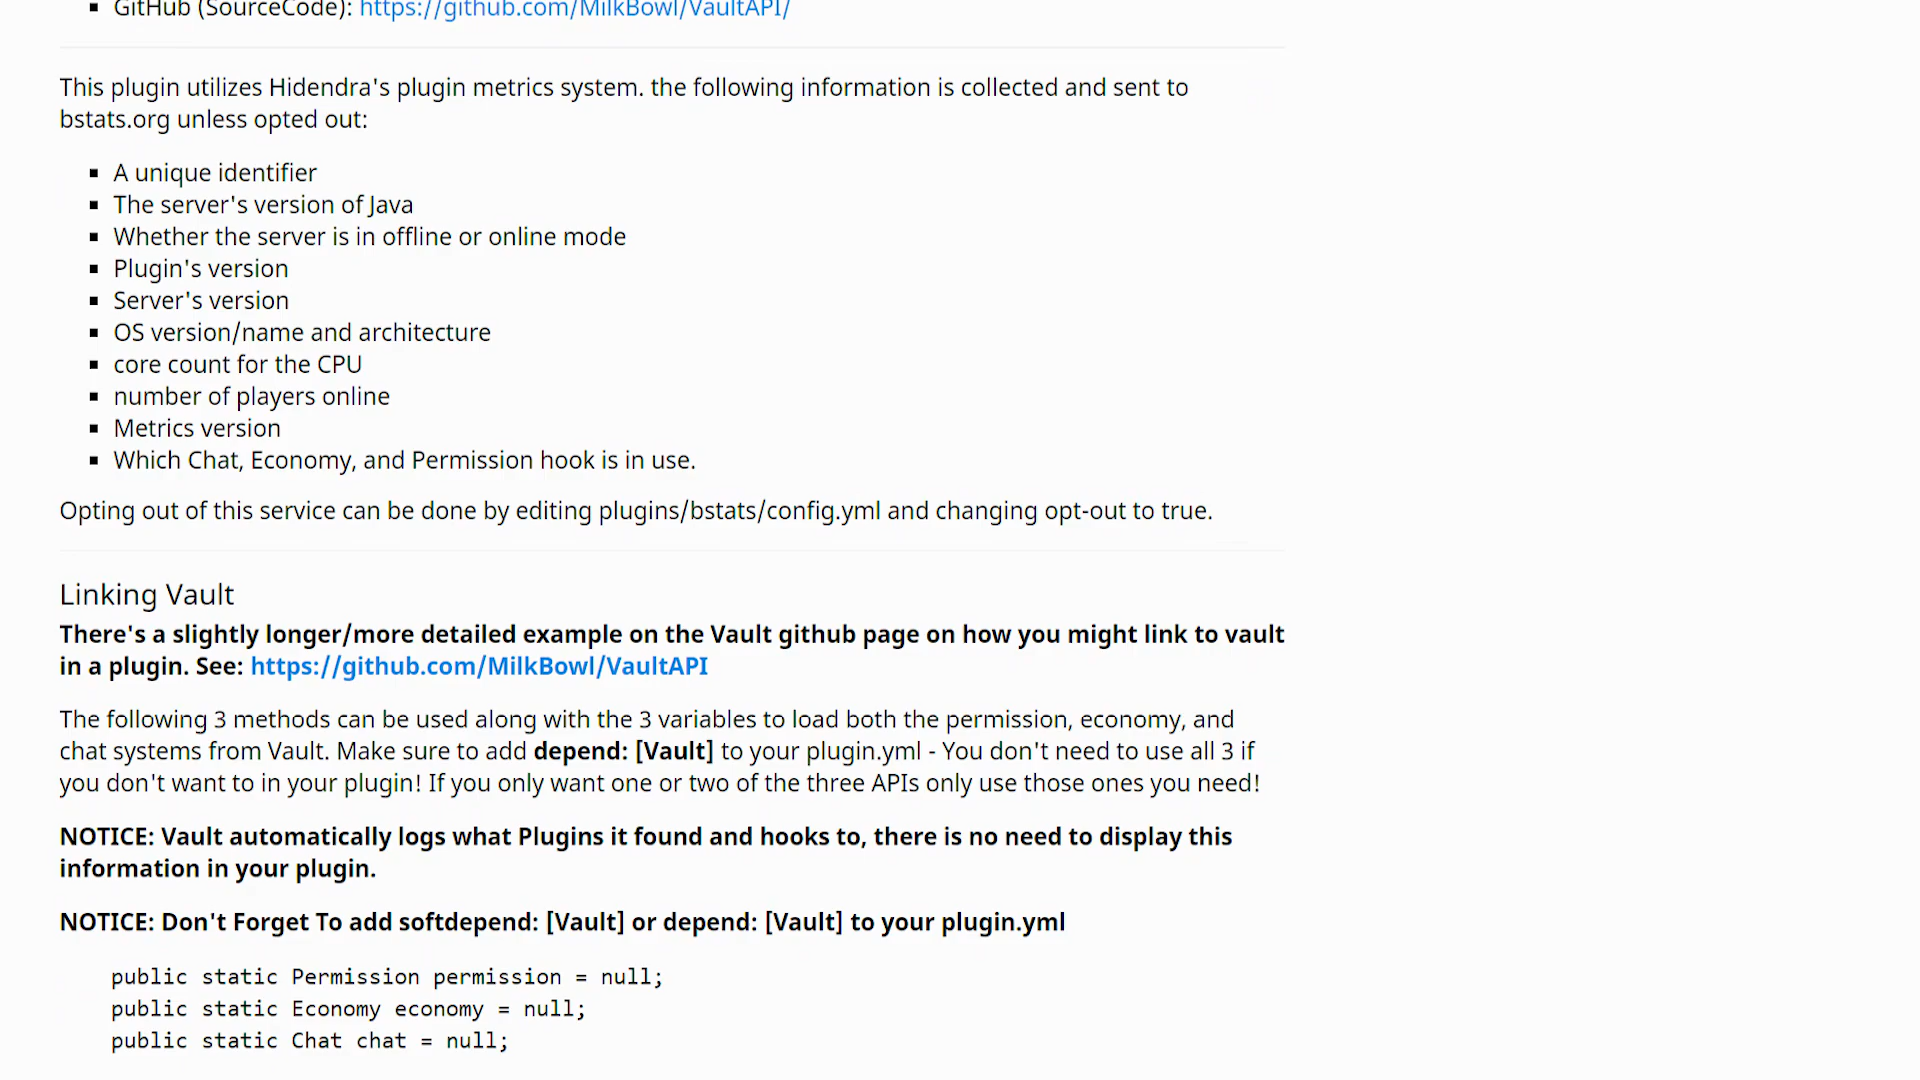 GitHub (SourceCode): https://github.com/MilkBowl/VaultAPI/
This plugin utilizes Hidendra's plugin metrics system. the following information is collected and sent to
bstats.org unless opted out:
A unique identifier
The server's version of Java
Whether the server is in offline or online mode
Plugin's version
Server's version
OS version/name and architecture
core count for the CPU
number of players online
Metrics version
Which Chat, Economy, and Permission hook is in use.
Opting out of this service can be done by editing plugins/bstats/config.yml and changing opt-out to true.
Linking Vault
There's a slightly longer/more detailed example on the Vault github page on how you might link to vault
in a plugin. See: https://github.com/MilkBowl/VaultAPI
The following 3 methods can be used along with the 3 variables to load both the permission, economy, and
chat systems from Vault. Make sure to add depend: [Vault] to your plugin.yml - You don't need to use all 3 if
you don't want to in your plugin! If you only want one or two of the three APIs only use those ones you need!
NOTICE: Vault automatically logs what Plugins it found and hooks to, there is no need to display this
information in your plugin.
NOTICE: Don't Forget To add softdepend: [Vault] or depend: [Vault] to your plugin.yml
public static Permission permission = null;
public static Economy economy = null;
public static Chat chat = null;